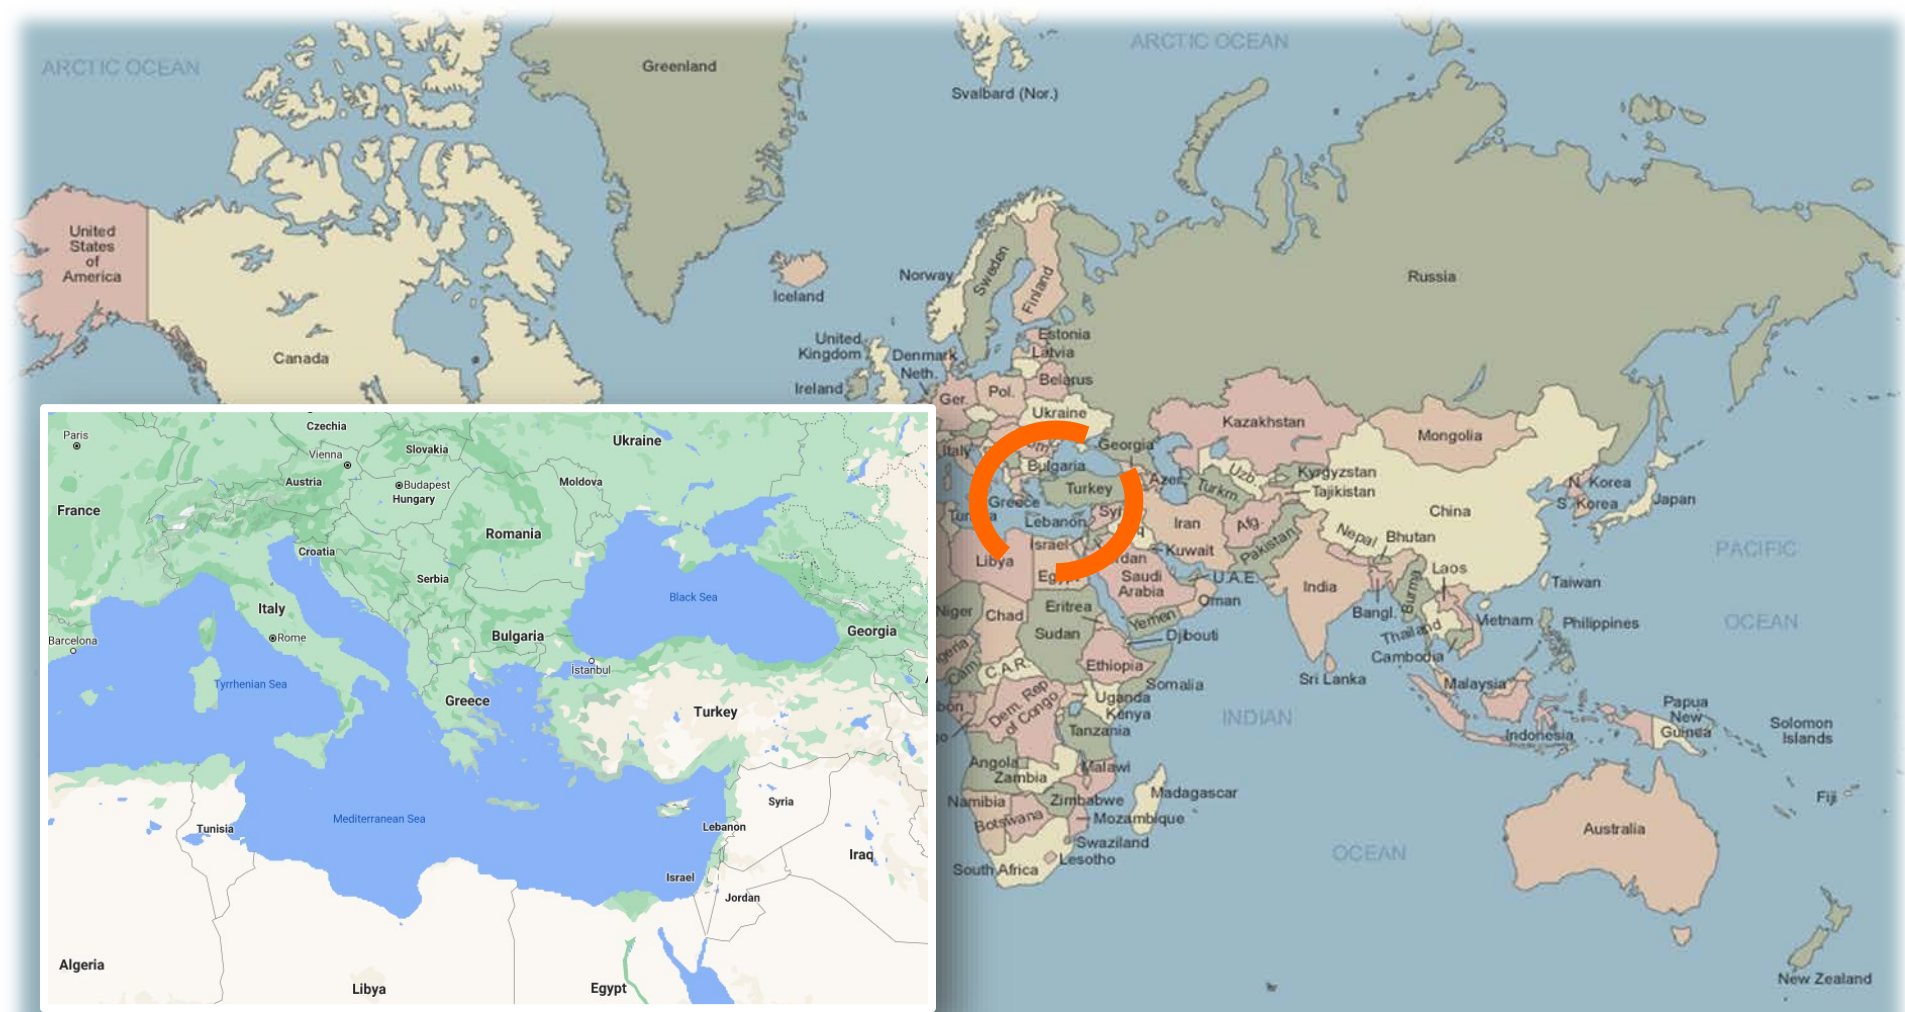 ARCTIC OCEAN
ARCTIC OCEAN
Greenland
Svalbard (Nor.)
United
States
of
America
Canada
Iceland
Norway
Sweden
Finland
Russia
Estonia
Latvia
United
Kingdom
Denmark
Neth.
Ireland
Belarus
Ger.
Pol.
Ukraine
Kazakhstan
Mongolia
Italy
Georgia
Bulgaria
Azer.
Uzb.
Kyrgyzstan
Tajikistan
Turkm.
Turkey
Greece
Lebanon
Israel
Iran
Afg.
Pakistan
Kuwait
China
N. Korea
S. Korea
Japan
Nepal
Bhutan
Libya
Saudi
Arabia
U.A.E.
Oman
India
Bangl.
Burma
Laos
Taiwan
PACIFIC
OCEAN
Niger
Chad
Eritrea
Sudan
Yemen
Djibouti
Thailand
Vietnam
Cambodia
Philippines
C.A.R.
Ethiopia
Somalia
Sri Lanka
Malaysia
Uganda
Kenya
Dem. Rep.
of Congo
Tanzania
INDIAN
OCEAN
Indonesia
Papua
New
Guinea
Solomon
Islands
Angola
Zambia
Malawi
Namibia
Zimbabwe
Botswana
Mozambique
Madagascar
Swaziland
Lesotho
South Africa
Australia
Fiji
New Zealand
Paris
Czechia
Vienna
Slovakia
Ukraine
Austria
Budapest
Hungary
Moldova
France
Romania
Croatia
Serbia
Black Sea
Italy
Rome
Barcelona
Bulgaria
Georgia
İstanbul
Tyrrhenian Sea
Greece
Turkey
Mediterranean Sea
Tunisia
Syria
Lebanon
Iraq
Israel
Jordan
Algeria
Libya
Egypt